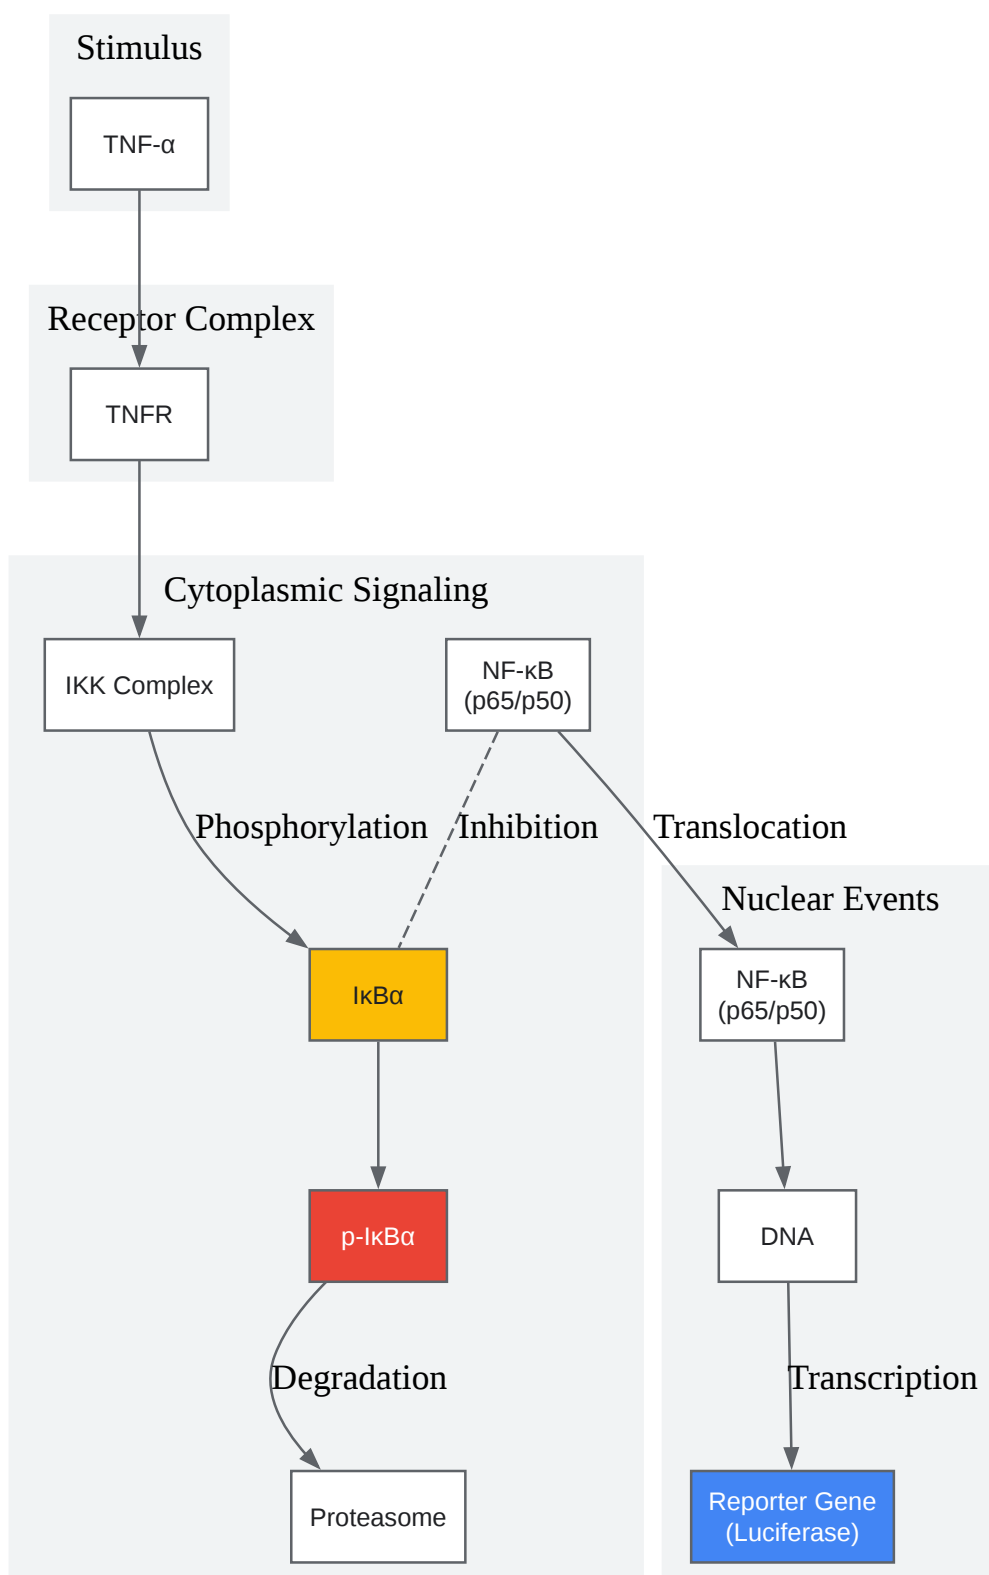 Stimulus
TNF-α
Receptor Complex
TNFR
Cytoplasmic Signaling
IKK Complex
NF-κB
(p65/p50)
Phosphorylation
Inhibition
Translocation
Nuclear Events
IκBα
NF-κB
(p65/p50)
p-IκBα
DNA
Degradation
Transcription
Proteasome
Reporter Gene
(Luciferase)